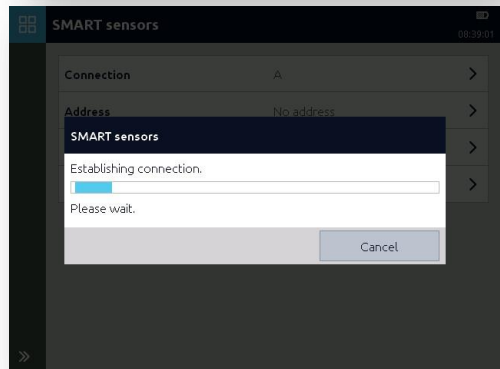 SMART sensors
08:39:01
Connection A
Address No address
SMART sensors
Establishing connection.
Please wait.
Cancel